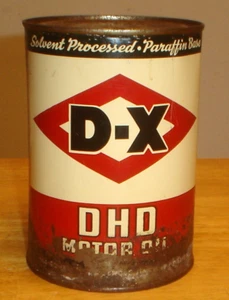 Solvent Processed • Paraffin Base
D-X
DHD
MOTOR OIL